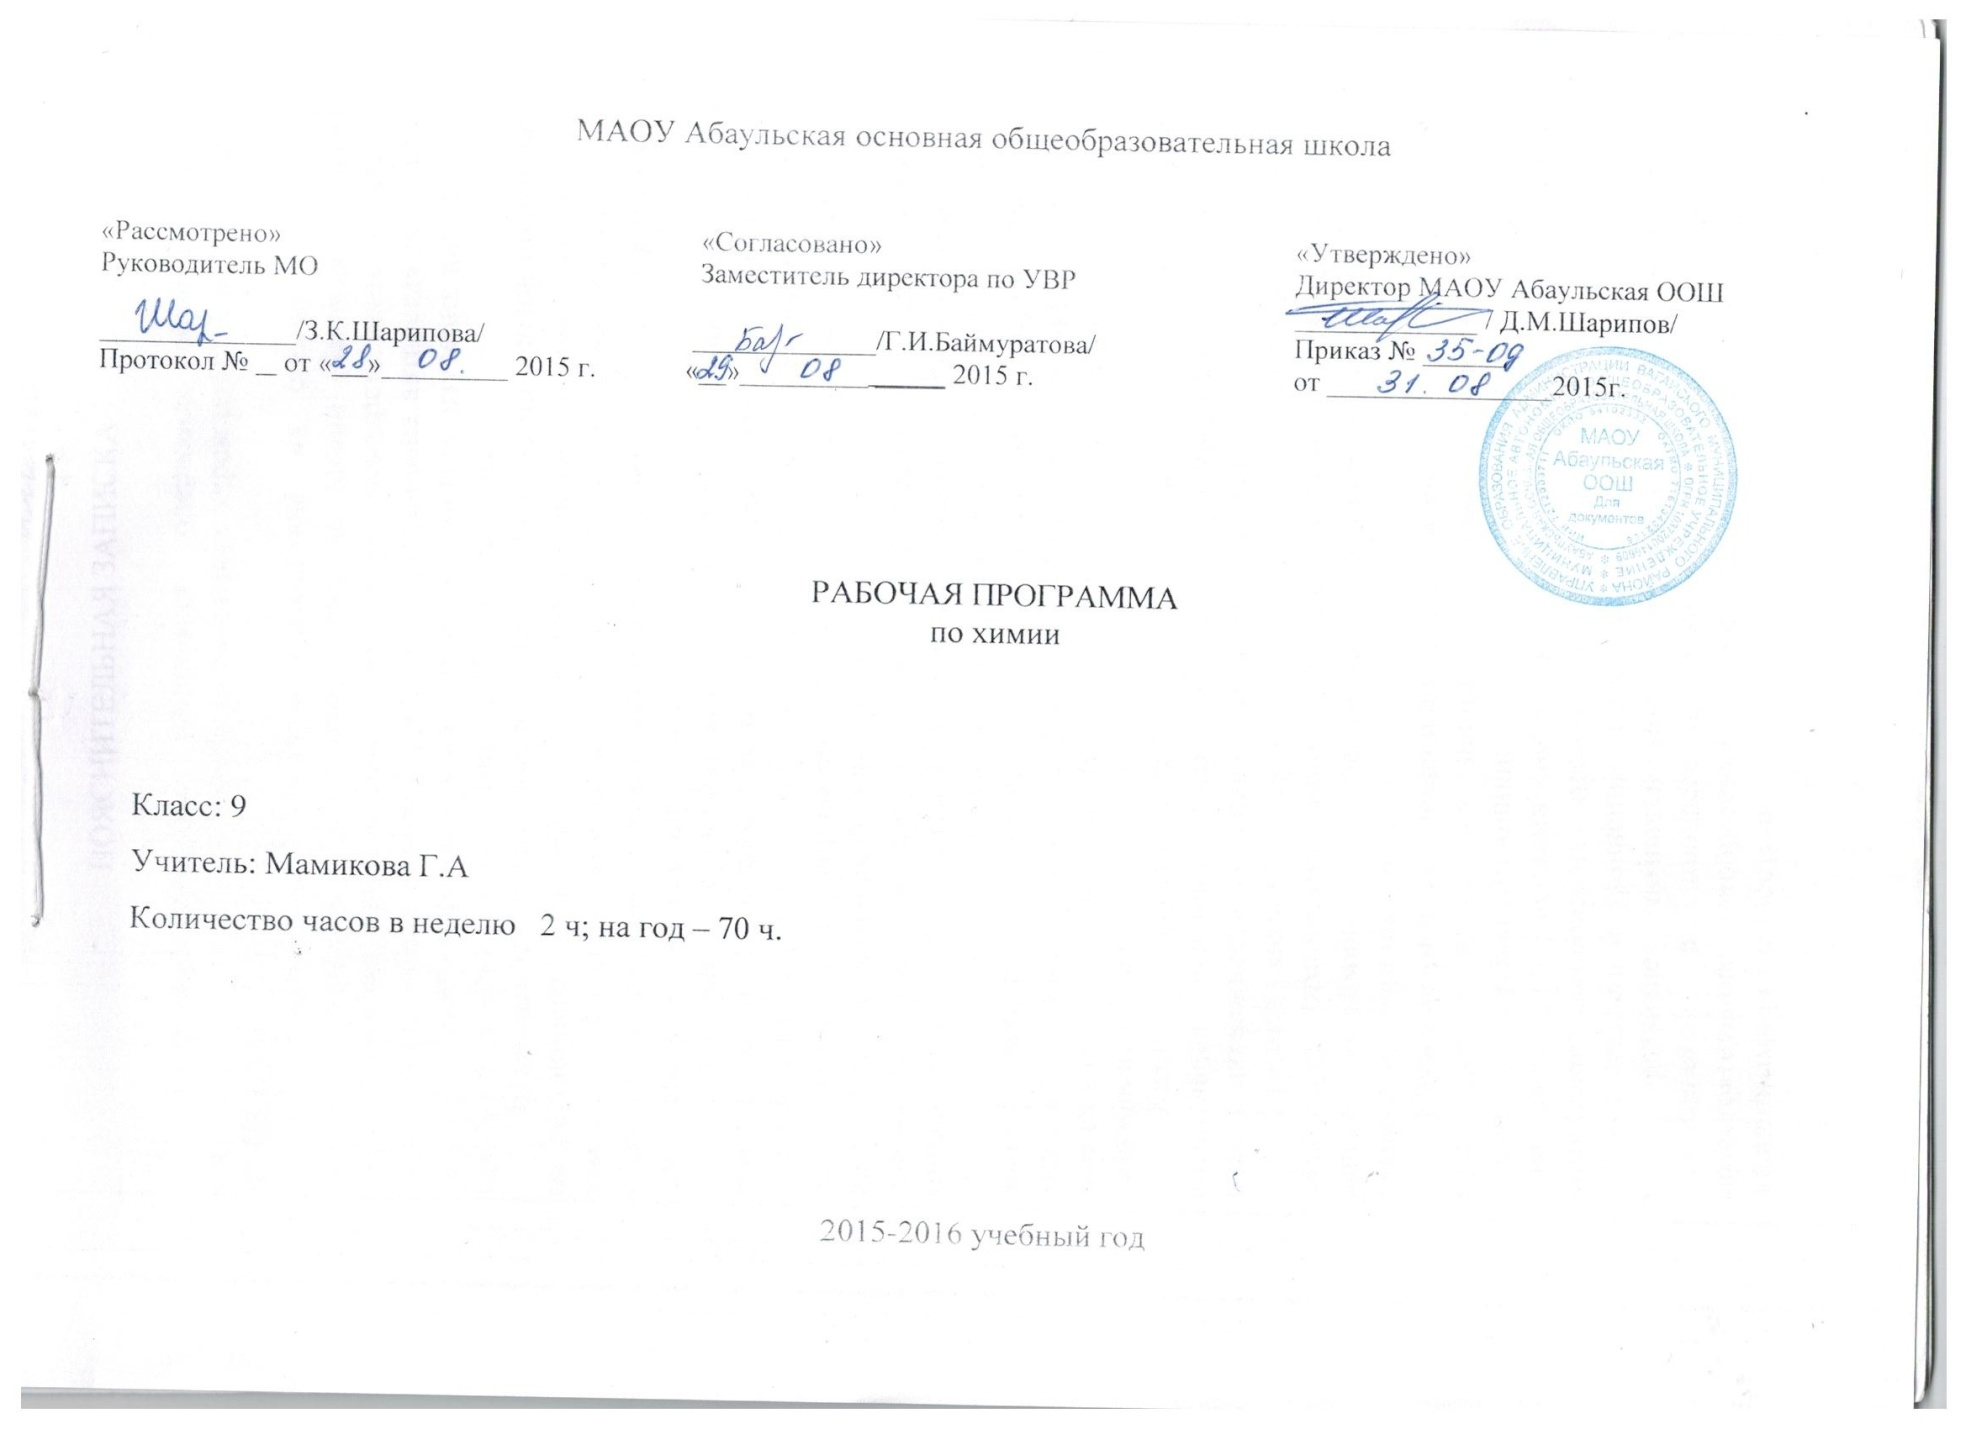 МАОУ Абаульская основная общеобразовательная школа
«Рассмотрено»
Руководитель МО
Шар /З.К.Шарипова/
Протокол № __ от «28» 08. 2015 г.
«Согласовано»
Заместитель директора по УВР
Бай /Г.И.Баймуратова/
«29» 08 2015 г.
«Утверждено»
Директор МАОУ Абаульская ООШ
/ Д.М.Шарипов/
Приказ № 35-од
от 31. 08 2015г.
МАОУ
Абаульская
ООШ
Для
документов
РАБОЧАЯ ПРОГРАММА
по химии
Класс: 9
Учитель: Мамикова Г.А
Количество часов в неделю 2 ч; на год – 70 ч.
2015-2016 учебный год